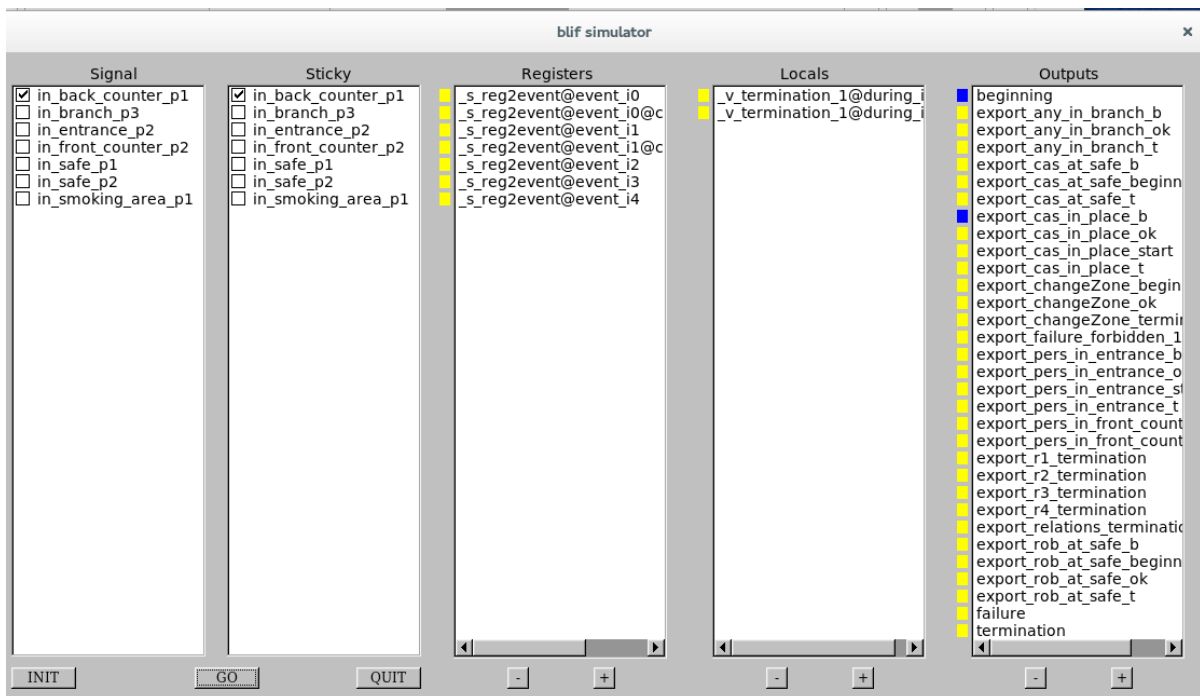 blif simulator
×
Signal
in_back_counter_p1
in_branch_p3
in_entrance_p2
in_front_counter_p2
in_safe_p1
in_safe_p2
in_smoking_area_p1
Sticky
in_back_counter_p1
in_branch_p3
in_entrance_p2
in_front_counter_p2
in_safe_p1
in_safe_p2
in_smoking_area_p1
Registers
_s_reg2event@event_i0
_s_reg2event@event_i0@c
_s_reg2event@event_i1
_s_reg2event@event_i1@c
_s_reg2event@event_i2
_s_reg2event@event_i3
_s_reg2event@event_i4
Locals
_v_termination_1@during_i
_v_termination_1@during_i
Outputs
beginning
export_any_in_branch_b
export_any_in_branch_ok
export_any_in_branch_t
export_cas_at_safe_b
export_cas_at_safe_beginn
export_cas_at_safe_t
export_cas_in_place_b
export_cas_in_place_ok
export_cas_in_place_start
export_cas_in_place_t
export_changeZone_begin
export_changeZone_ok
export_changeZone_termin
export_failure_forbidden_1
export_pers_in_entrance_b
export_pers_in_entrance_o
export_pers_in_entrance_st
export_pers_in_entrance_t
export_pers_in_front_count
export_pers_in_front_count
export_r1_termination
export_r2_termination
export_r3_termination
export_r4_termination
export_relations_terminatio
export_rob_at_safe_b
export_rob_at_safe_beginn
export_rob_at_safe_ok
export_rob_at_safe_t
failure
termination
INIT
GO
QUIT
- +
- +
- +